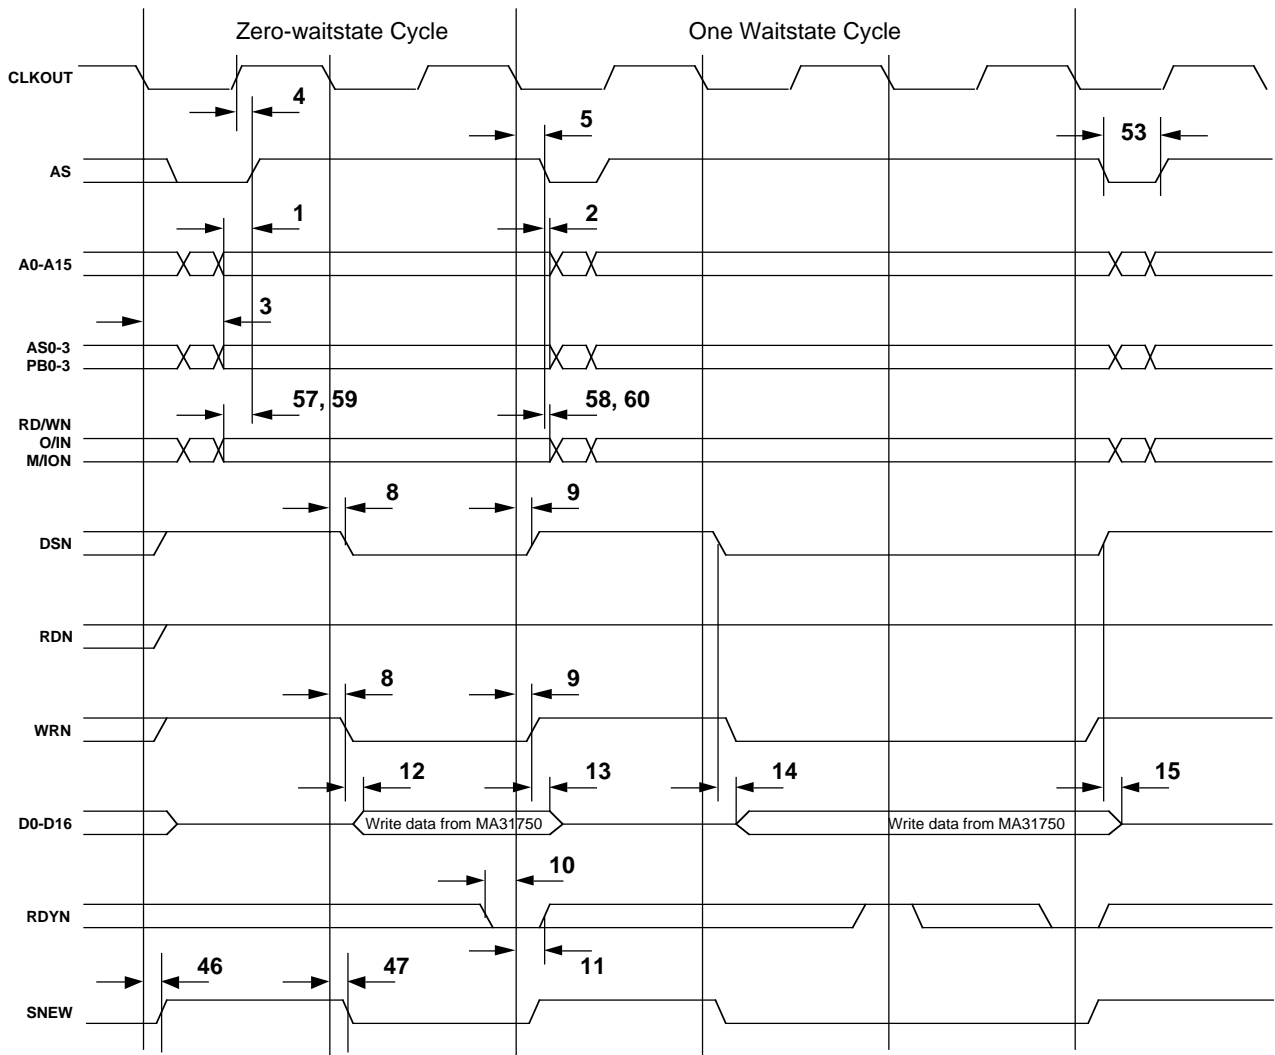 Zero-waitstate Cycle One Waitstate Cycle
CLKOUT
4 5 53
AS
1 2
A0-A15
3
AS0-3
PB0-3
57, 59 58, 60
RD/WN
O/IN
M/ION
8 9
DSN
RDN
8 9
WRN
12 13 14 15
D0-D16 Write data from MA31750 Write data from MA31750
10
RDYN
11
46 47
SNEW